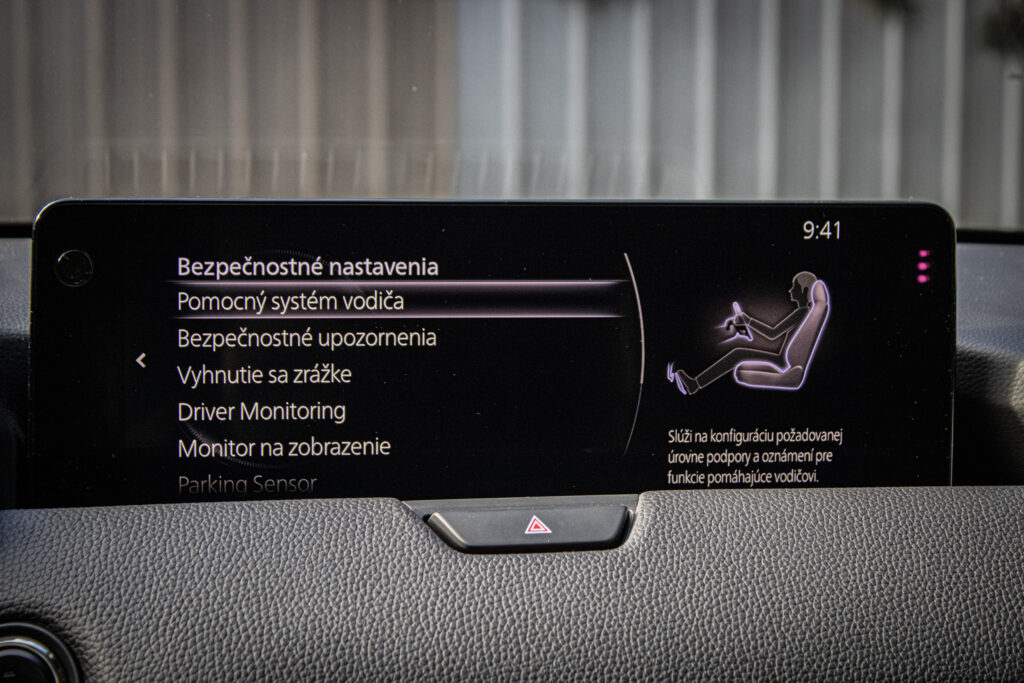 9:41
Bezpečnostné nastavenia
Pomocný systém vodiča
Bezpečnostné upozornenia
Vyhnutie sa zrážke
Driver Monitoring
Monitor na zobrazenie
Parking Sensor
Slúži na konfiguráciu požadovanej
úrovne podpory a oznámení pre
funkcie pomáhajúce vodičovi.